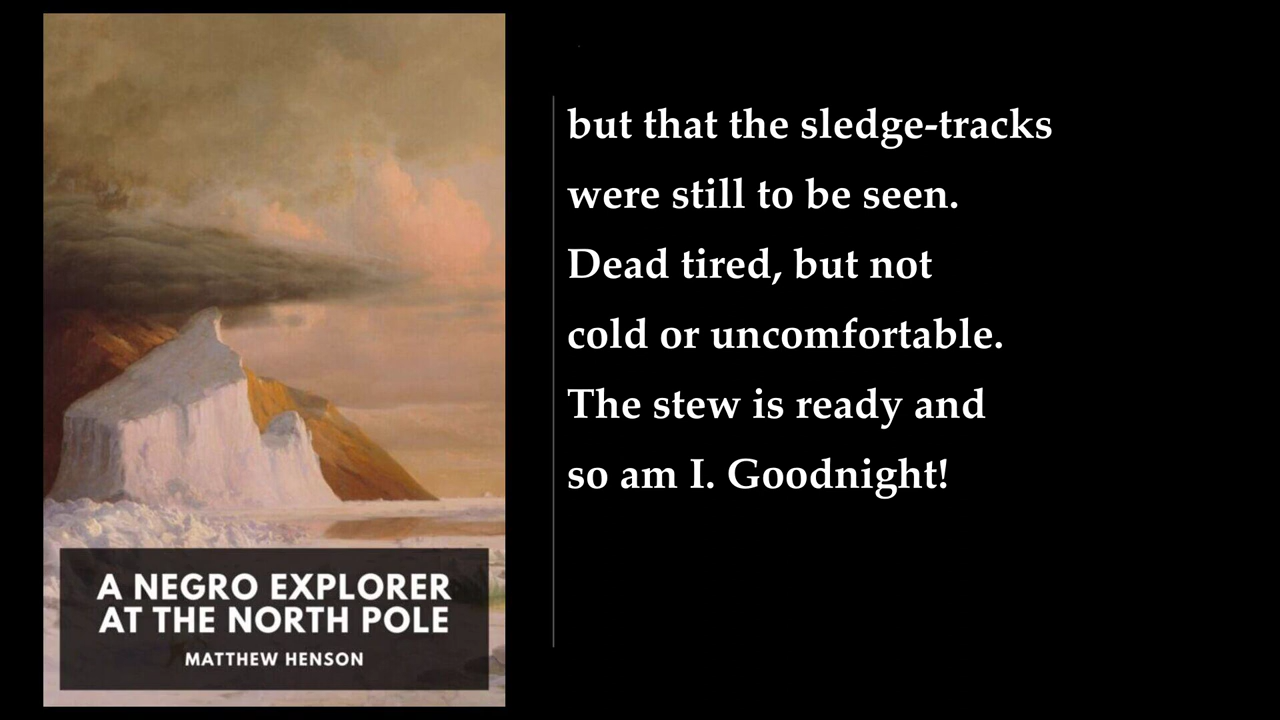 A NEGRO EXPLORER
AT THE NORTH POLE
MATTHEW HENSON
but that the sledge-tracks
were still to be seen.
Dead tired, but not
cold or uncomfortable.
The stew is ready and
so am I. Goodnight!